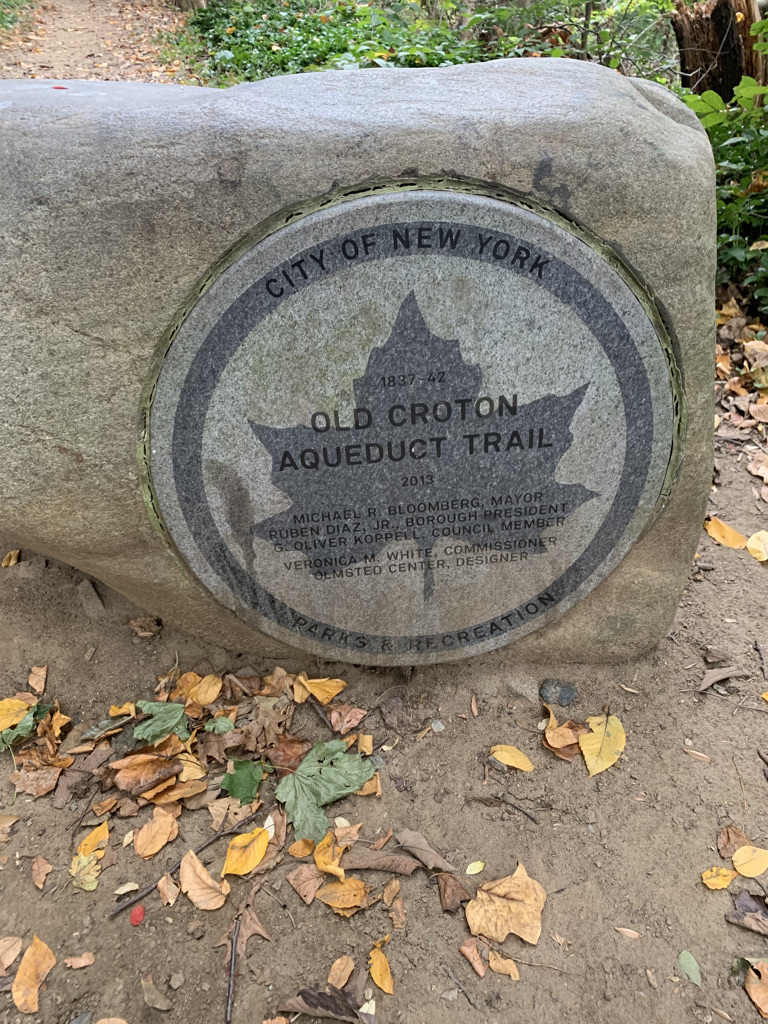 CITY OF NEW YORK
1837-42
OLD CROTON
AQUEDUCT TRAIL
2013
MICHAEL R. BLOOMBERG, MAYOR
RUBEN DIAZ, JR., BOROUGH PRESIDENT
G. OLIVER KOPPELL, COUNCIL MEMBER
VERONICA M. WHITE, COMMISSIONER
OLMSTED CENTER, DESIGNER
PARKS & RECREATION